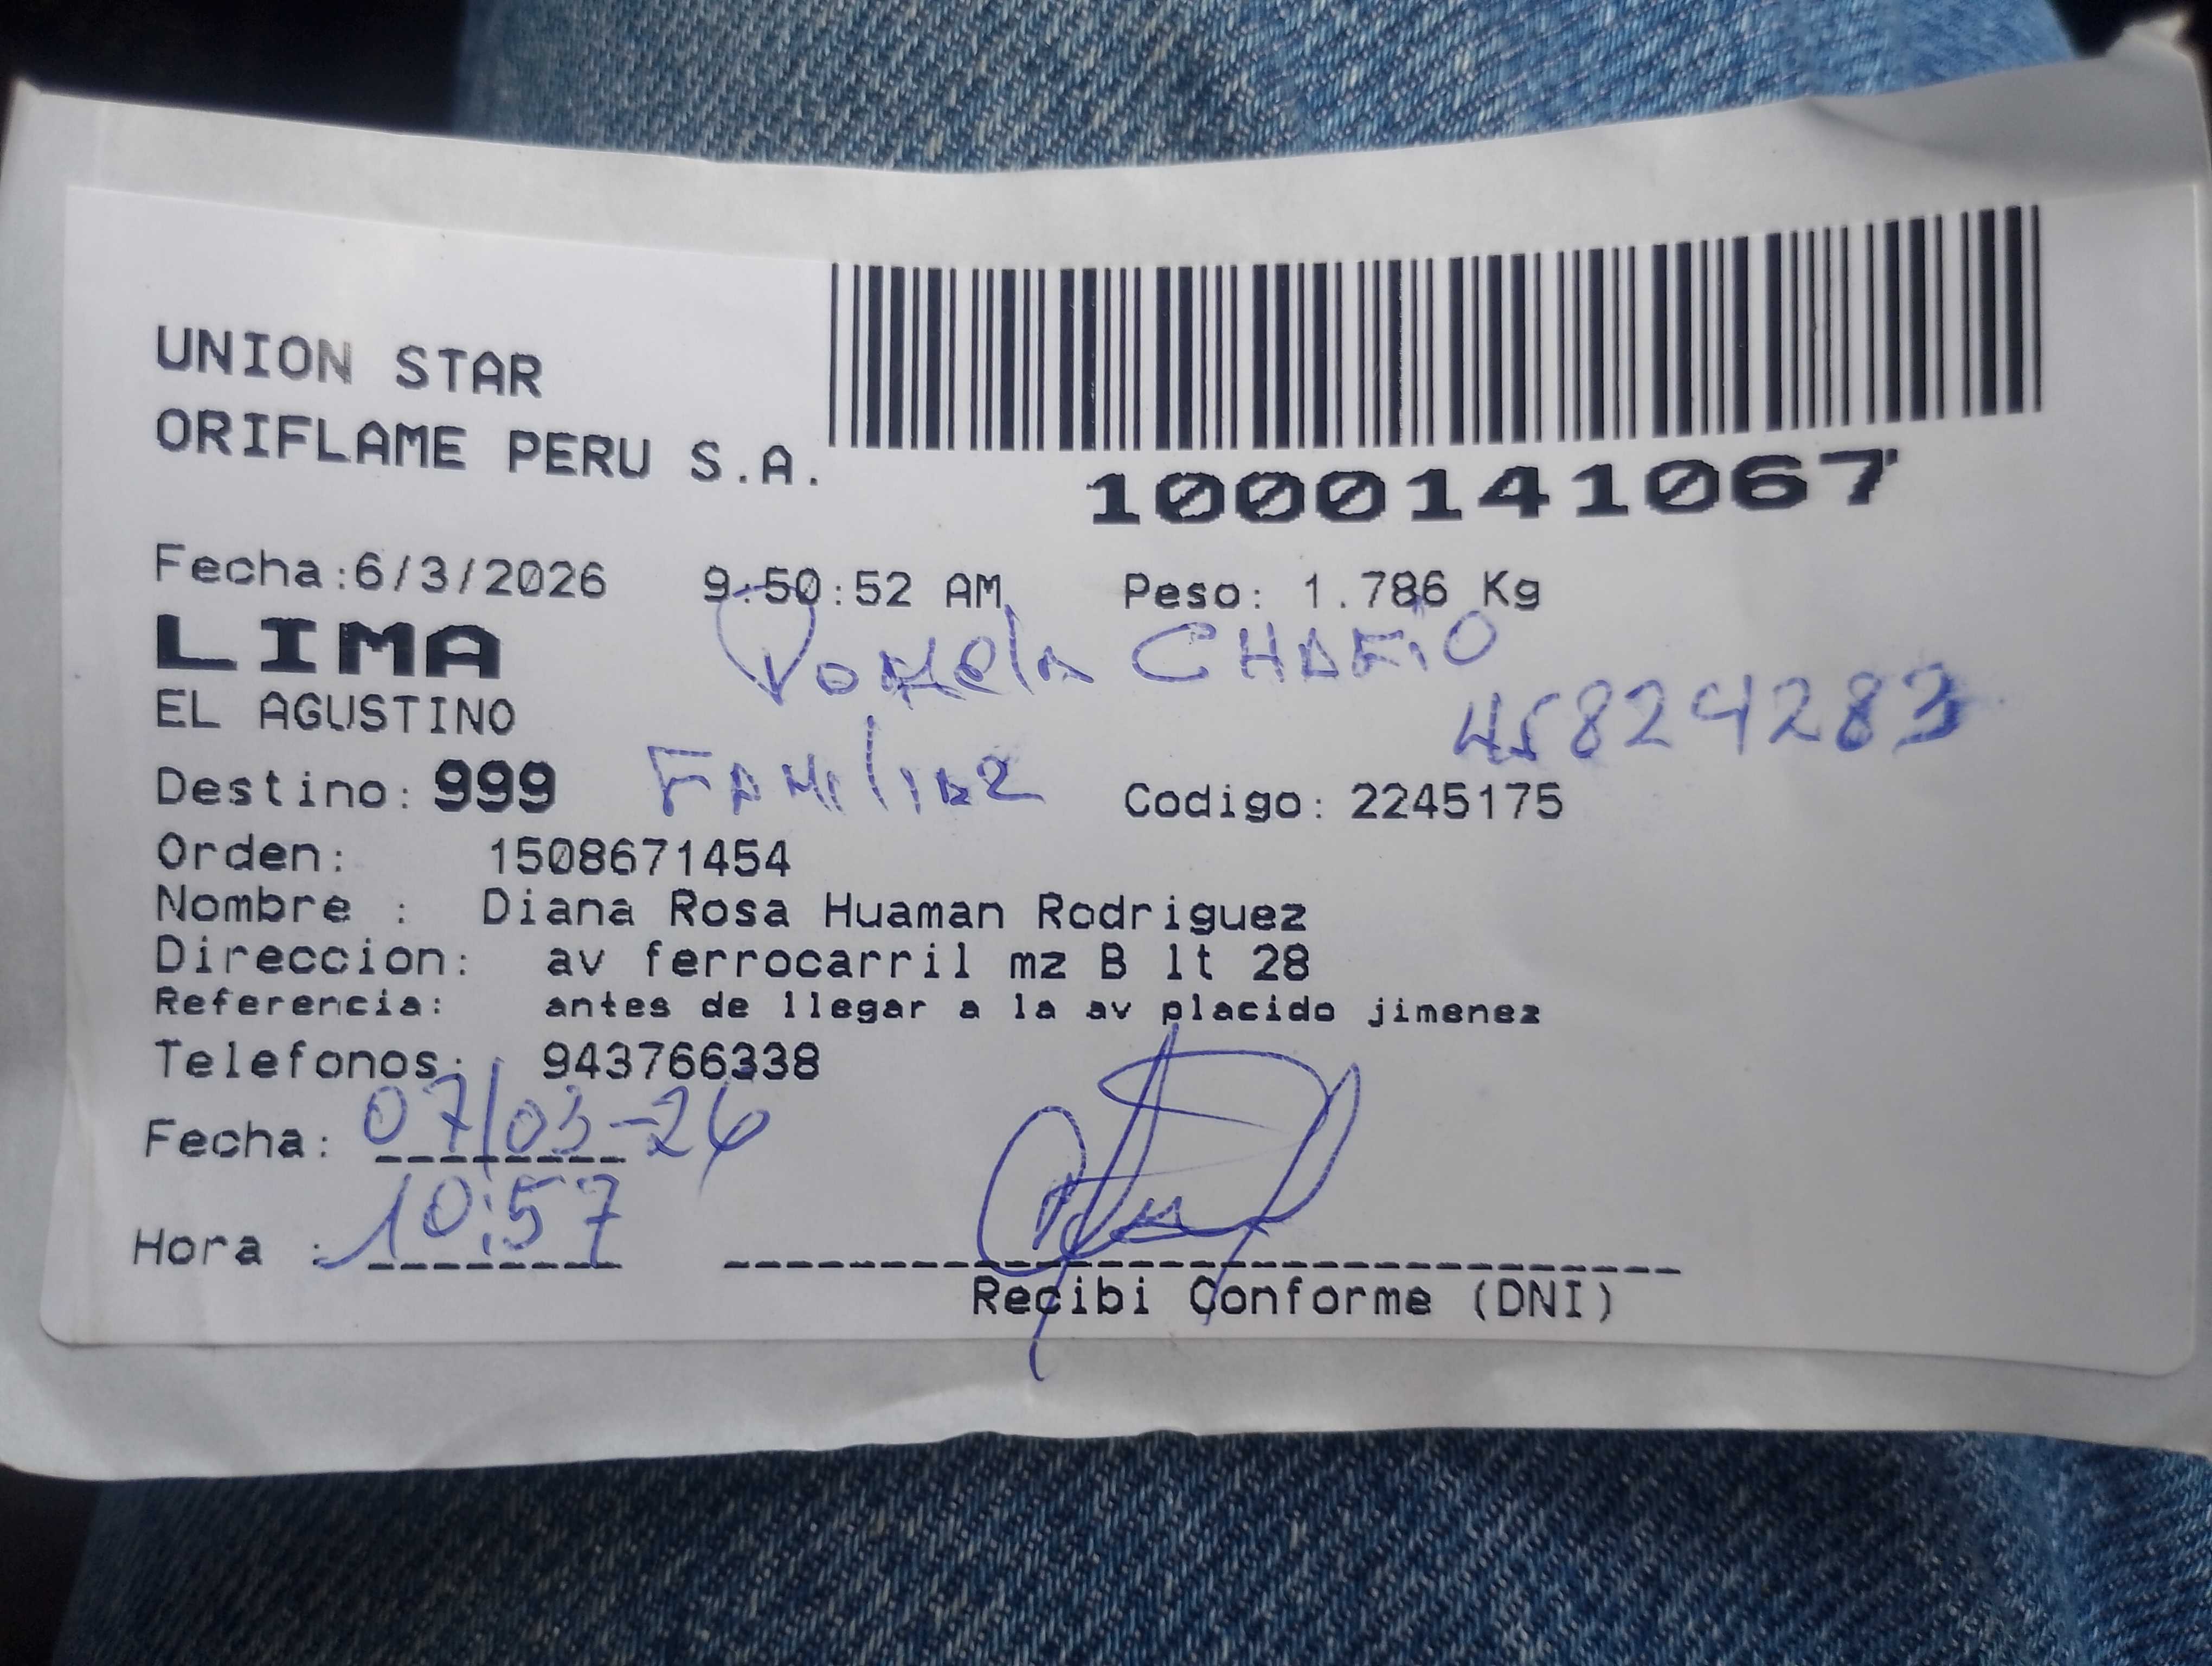 UNION STAR
ORIFLAME PERU S.A.
1000141067
Fecha:6/3/2026 9:50:52 AM Peso: 1.786 Kg
LIMA
EL AGUSTINO
Destino: 999 FAMiliaR Codigo: 2245175
Orden: 1508671454
Nombre : Diana Rosa Huaman Rodriguez
Direccion: av ferrocarril mz B lt 28
Referencia: antes de llegar a la av placido jimenez
Telefonos: 943766338
Fecha: 07/03-26
Hora : 10:57
Recibi Conforme (DNI)